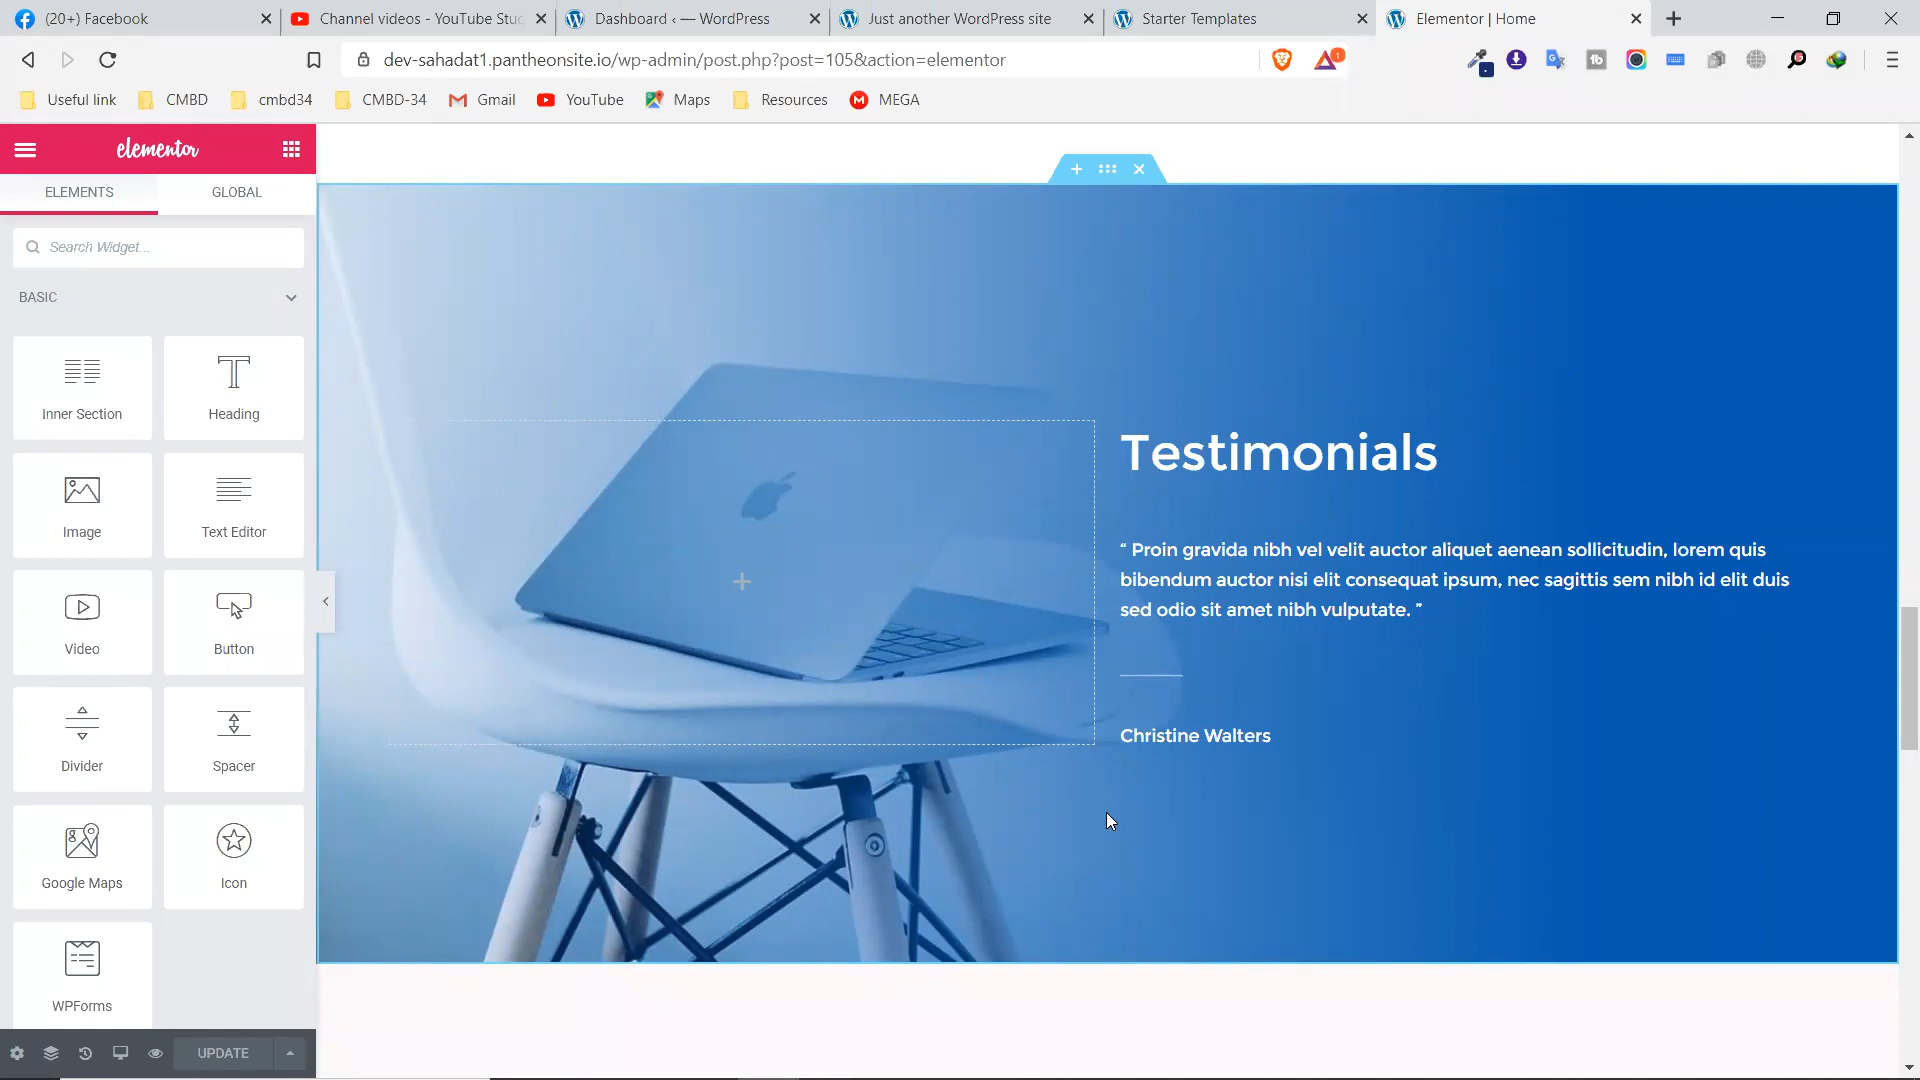 (20+) Facebook
Channel videos - YouTube Stu
Dashboard ‹ — WordPress
Just another WordPress site
Starter Templates
Elementor | Home
dev-sahadat1.pantheonsite.io/wp-admin/post.php?post=105&action=elementor
1
Useful link
CMBD
cmbd34
CMBD-34
Gmail
YouTube
Maps
Resources
MEGA
elementor
ELEMENTS
GLOBAL
Search Widget...
BASIC
Inner Section
Heading
Image
Text Editor
Video
Button
Divider
Spacer
Google Maps
Icon
WPForms
UPDATE
Testimonials
“ Proin gravida nibh vel velit auctor aliquet aenean sollicitudin, lorem quis
bibendum auctor nisi elit consequat ipsum, nec sagittis sem nibh id elit duis
sed odio sit amet nibh vulputate. ”
Christine Walters